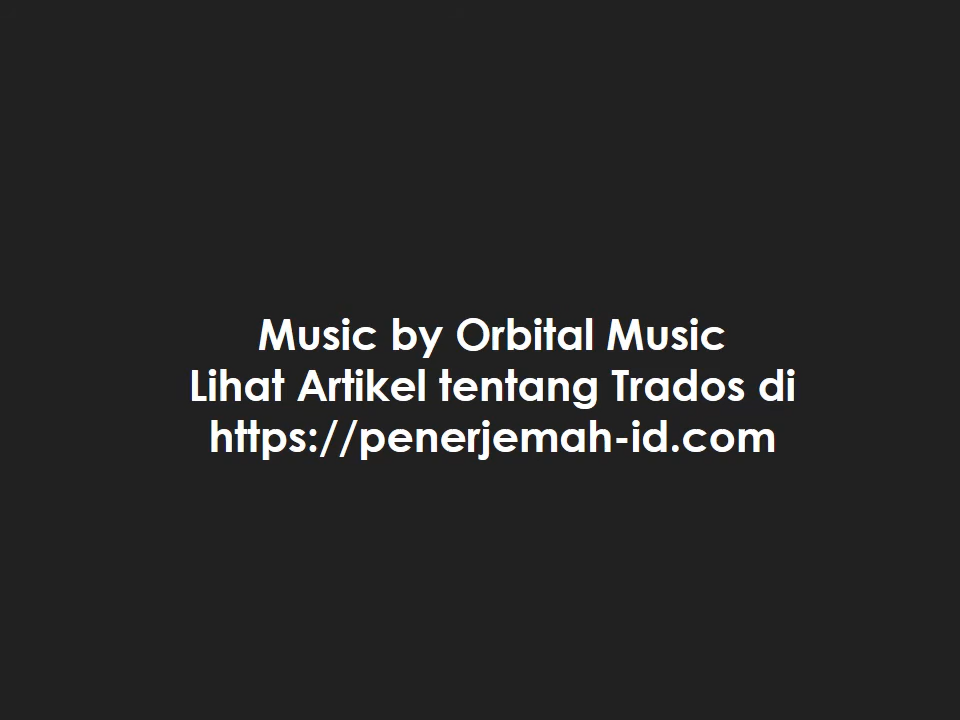 Music by Orbital Music
Lihat Artikel tentang Trados di
https://penerjemah-id.com